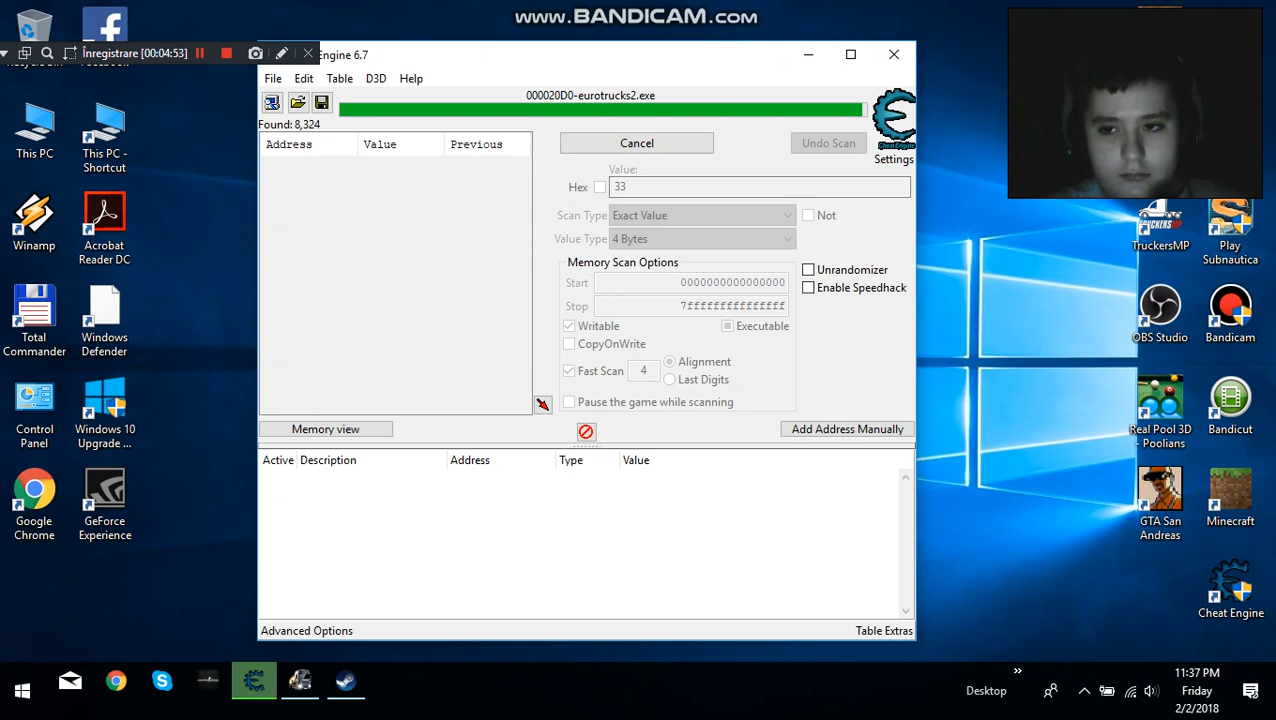 www.BANDICAM.com
Înregistrare [00:04:53]
Engine 6.7
File Edit Table D3D Help
000020D0-eurotrucks2.exe
Found: 8,324
Address Value Previous
Cancel
Undo Scan
Settings
Value:
Hex 33
Scan Type Exact Value
Not
Value Type 4 Bytes
Memory Scan Options
Start 0000000000000000
Stop 7fffffffffffffff
Unrandomizer
Enable Speedhack
Writable Executable
CopyOnWrite
Fast Scan 4 Alignment
Last Digits
Pause the game while scanning
Memory view
Add Address Manually
Active Description Address Type Value
Advanced Options
Table Extras
This PC
This PC -
Shortcut
Winamp
Acrobat
Reader DC
Total
Commander
Windows
Defender
Control
Panel
Windows 10
Upgrade ...
Google
Chrome
GeForce
Experience
TruckersMP
Play
Subnautica
OBS Studio
Bandicam
Real Pool 3D
- Poolians
Bandicut
GTA San
Andreas
Minecraft
Cheat Engine
Desktop
11:37 PM
Friday
2/2/2018